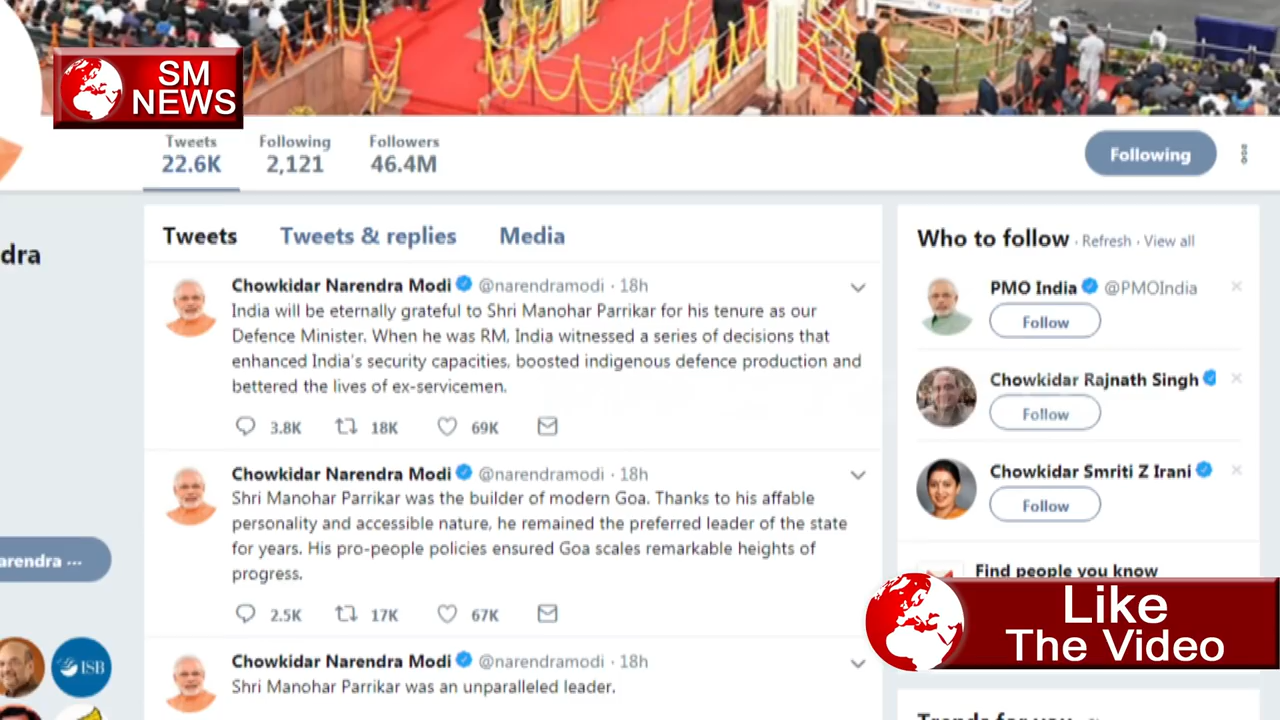 SM
NEWS
Tweets
22.6K
Following
2,121
Followers
46.4M
Following
dra
arendra ...
ISB
Tweets
Tweets & replies
Media
Chowkidar Narendra Modi @narendramodi · 18h
India will be eternally grateful to Shri Manohar Parrikar for his tenure as our
Defence Minister. When he was RM, India witnessed a series of decisions that
enhanced India's security capacities, boosted indigenous defence production and
bettered the lives of ex-servicemen.
3.8K 18K 69K
Chowkidar Narendra Modi @narendramodi · 18h
Shri Manohar Parrikar was the builder of modern Goa. Thanks to his affable
personality and accessible nature, he remained the preferred leader of the state
for years. His pro-people policies ensured Goa scales remarkable heights of
progress.
2.5K 17K 67K
Chowkidar Narendra Modi @narendramodi · 18h
Shri Manohar Parrikar was an unparalleled leader.
Who to follow · Refresh · View all
PMO India @PMOIndia
Follow
Chowkidar Rajnath Singh
Follow
Chowkidar Smriti Z Irani
Follow
Find people you know
Like
The Video
Trends for you